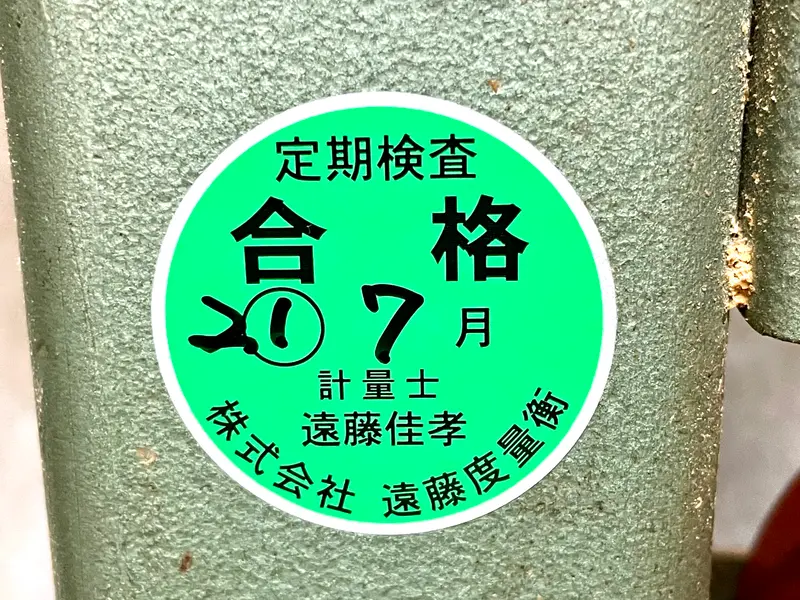 定期検査
合格
2① 7月
計量士
遠藤佳孝
株式会社 遠藤度量衡